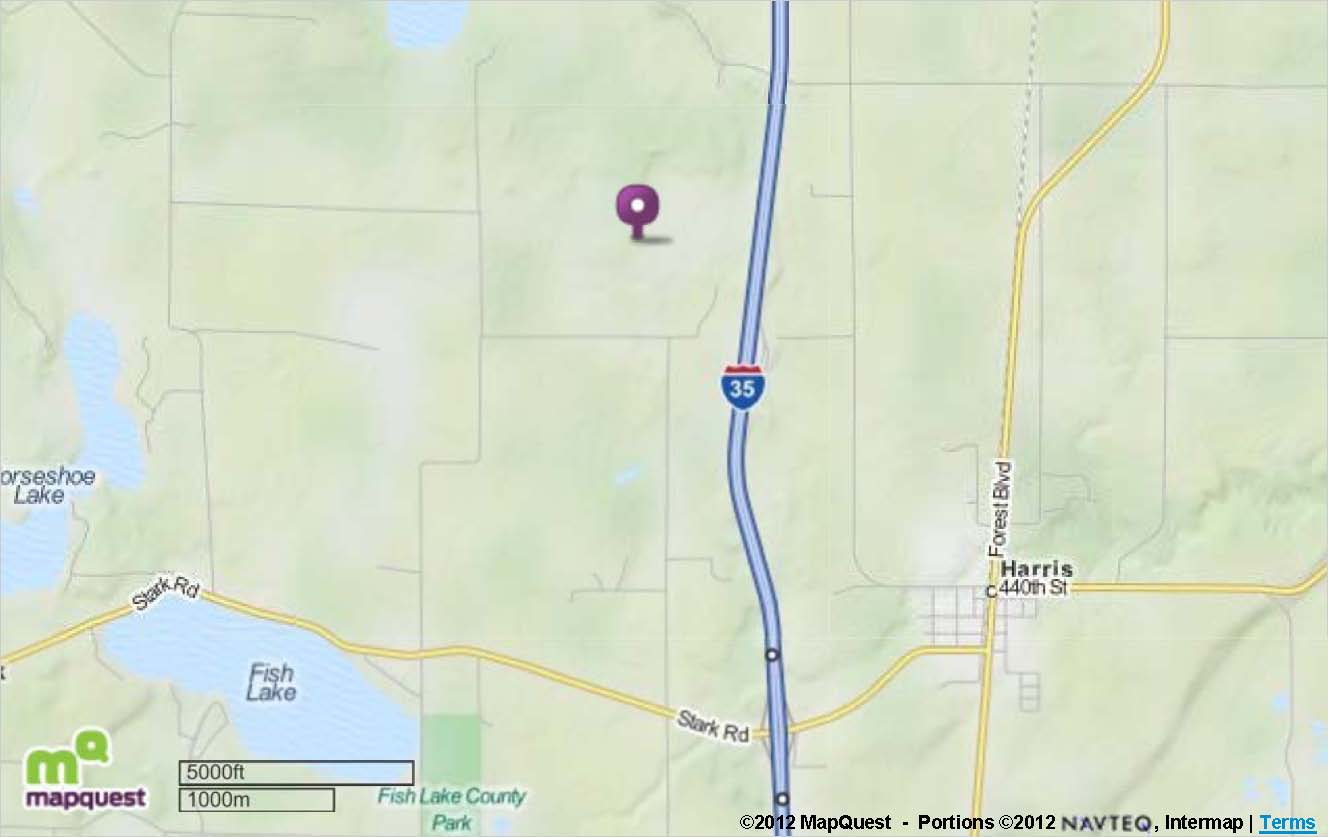 35
orseshoe
Lake
Forest Blvd
Harris
440th St
Stark Rd
Fish
Lake
Stark Rd
mapquest
5000ft
1000m
Fish Lake County
Park
©2012 MapQuest - Portions ©2012 NAVTEQ, Intermap | Terms